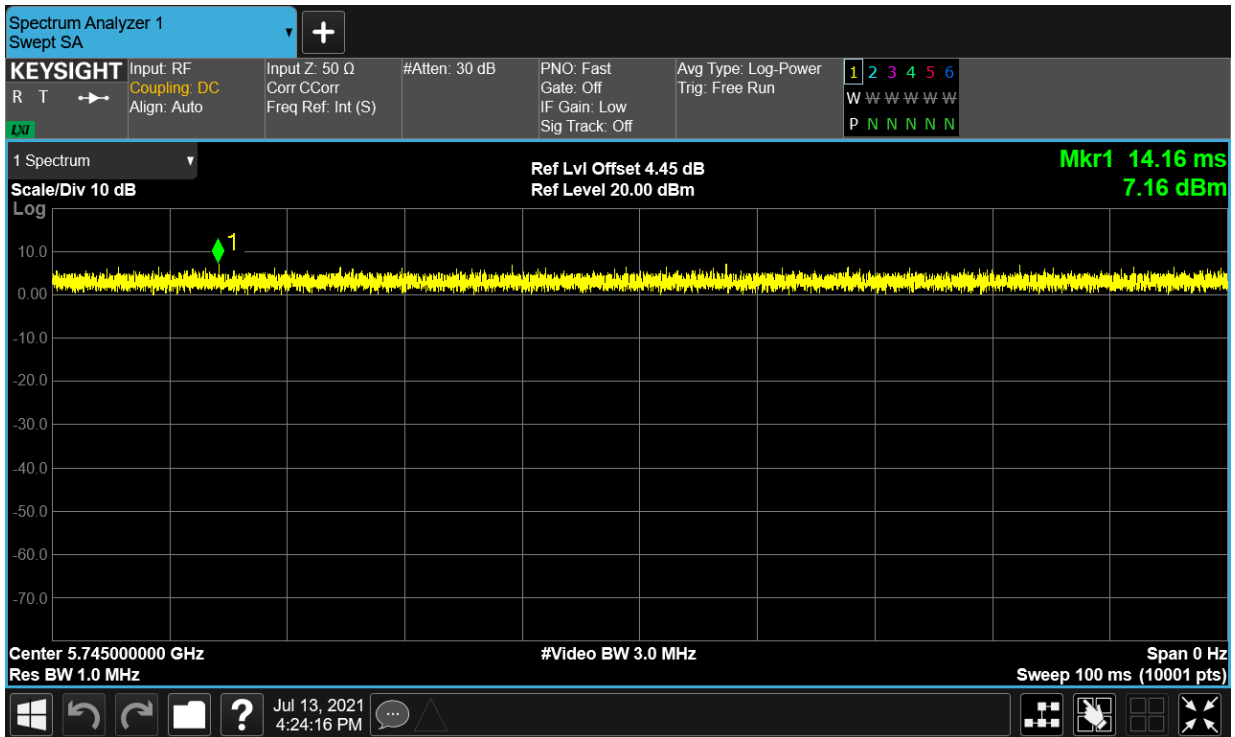 Spectrum Analyzer 1
Swept SA
▼
+
KEYSIGHT
R T
LXI
Input: RF
Coupling: DC
Align: Auto
Input Z: 50 Ω
Corr CCorr
Freq Ref: Int (S)
#Atten: 30 dB
PNO: Fast
Gate: Off
IF Gain: Low
Sig Track: Off
Avg Type: Log-Power
Trig: Free Run
1 2 3 4 5 6
W W W W W W
P N N N N N
1 Spectrum ▼
Scale/Div 10 dB
Log
Ref Lvl Offset 4.45 dB
Ref Level 20.00 dBm
Mkr1 14.16 ms
7.16 dBm
1
10.0
0.00
-10.0
-20.0
-30.0
-40.0
-50.0
-60.0
-70.0
Center 5.745000000 GHz
Res BW 1.0 MHz
#Video BW 3.0 MHz
Span 0 Hz
Sweep 100 ms (10001 pts)
?
Jul 13, 2021
4:24:16 PM